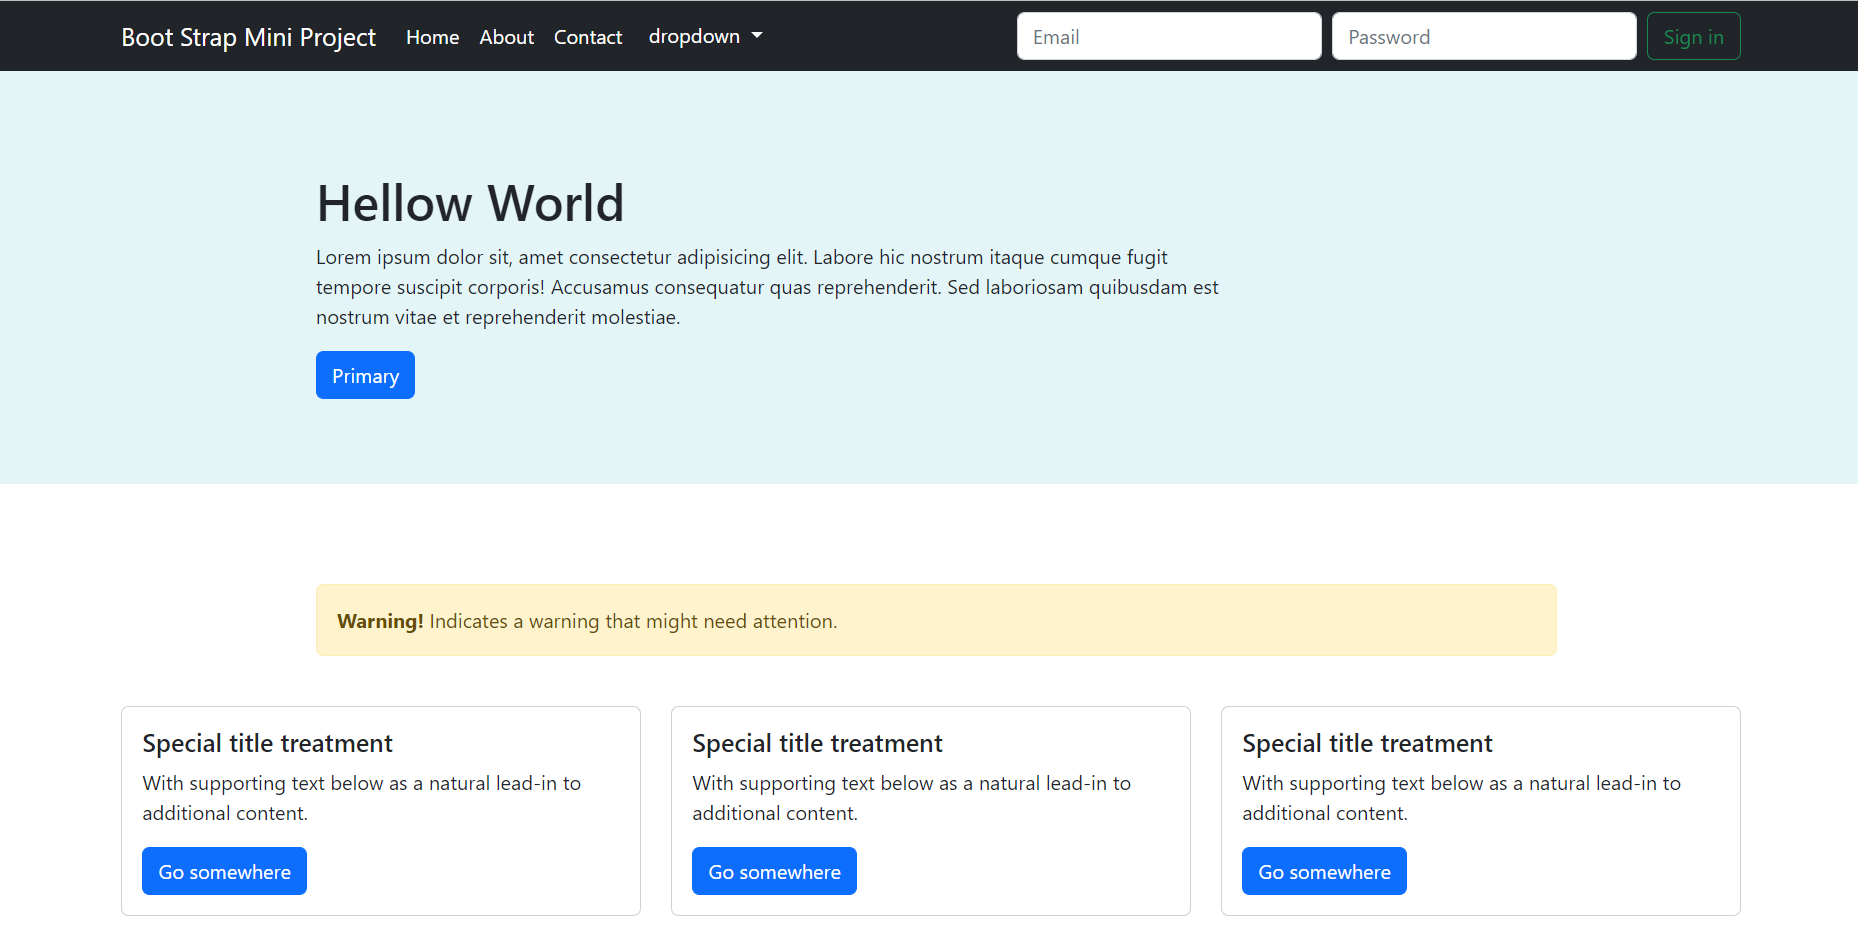 Boot Strap Mini Project Home About Contact dropdown Email Password Sign in
Hellow World
Lorem ipsum dolor sit, amet consectetur adipisicing elit. Labore hic nostrum itaque cumque fugit
tempore suscipit corporis! Accusamus consequatur quas reprehenderit. Sed laboriosam quibusdam est
nostrum vitae et reprehenderit molestiae.
Primary
Warning! Indicates a warning that might need attention.
Special title treatment
With supporting text below as a natural lead-in to
additional content.
Go somewhere
Special title treatment
With supporting text below as a natural lead-in to
additional content.
Go somewhere
Special title treatment
With supporting text below as a natural lead-in to
additional content.
Go somewhere